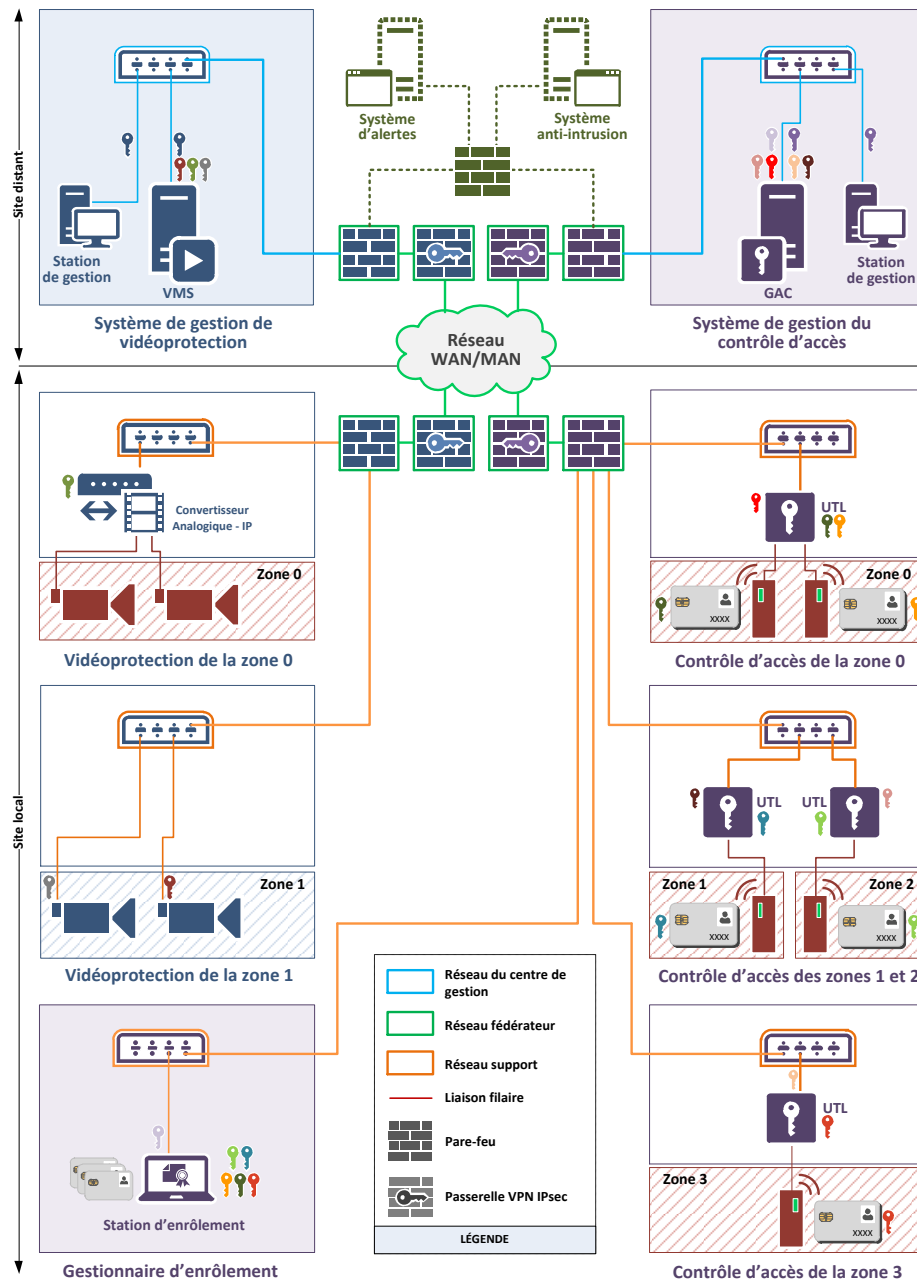 Site distant
Station
de gestion
VMS
Système de gestion de
vidéoprotection
Système
d'alertes
Système
anti-intrusion
GAC
Station
de gestion
Système de gestion du
contrôle d'accès
Réseau
WAN/MAN
Site local
Convertisseur
Analogique - IP
Zone 0
Vidéoprotection de la zone 0
UTL
Zone 0
XXXX
XXXX
Contrôle d'accès de la zone 0
Zone 1
Vidéoprotection de la zone 1
UTL
UTL
Zone 1
XXXX
Zone 2
XXXX
Contrôle d'accès des zones 1 et 2
Station d'enrôlement
Gestionnaire d'enrôlement
Réseau du centre de
gestion
Réseau fédérateur
Réseau support
Liaison filaire
Pare-feu
Passerelle VPN IPsec
LÉGENDE
UTL
Zone 3
XXXX
Contrôle d'accès de la zone 3